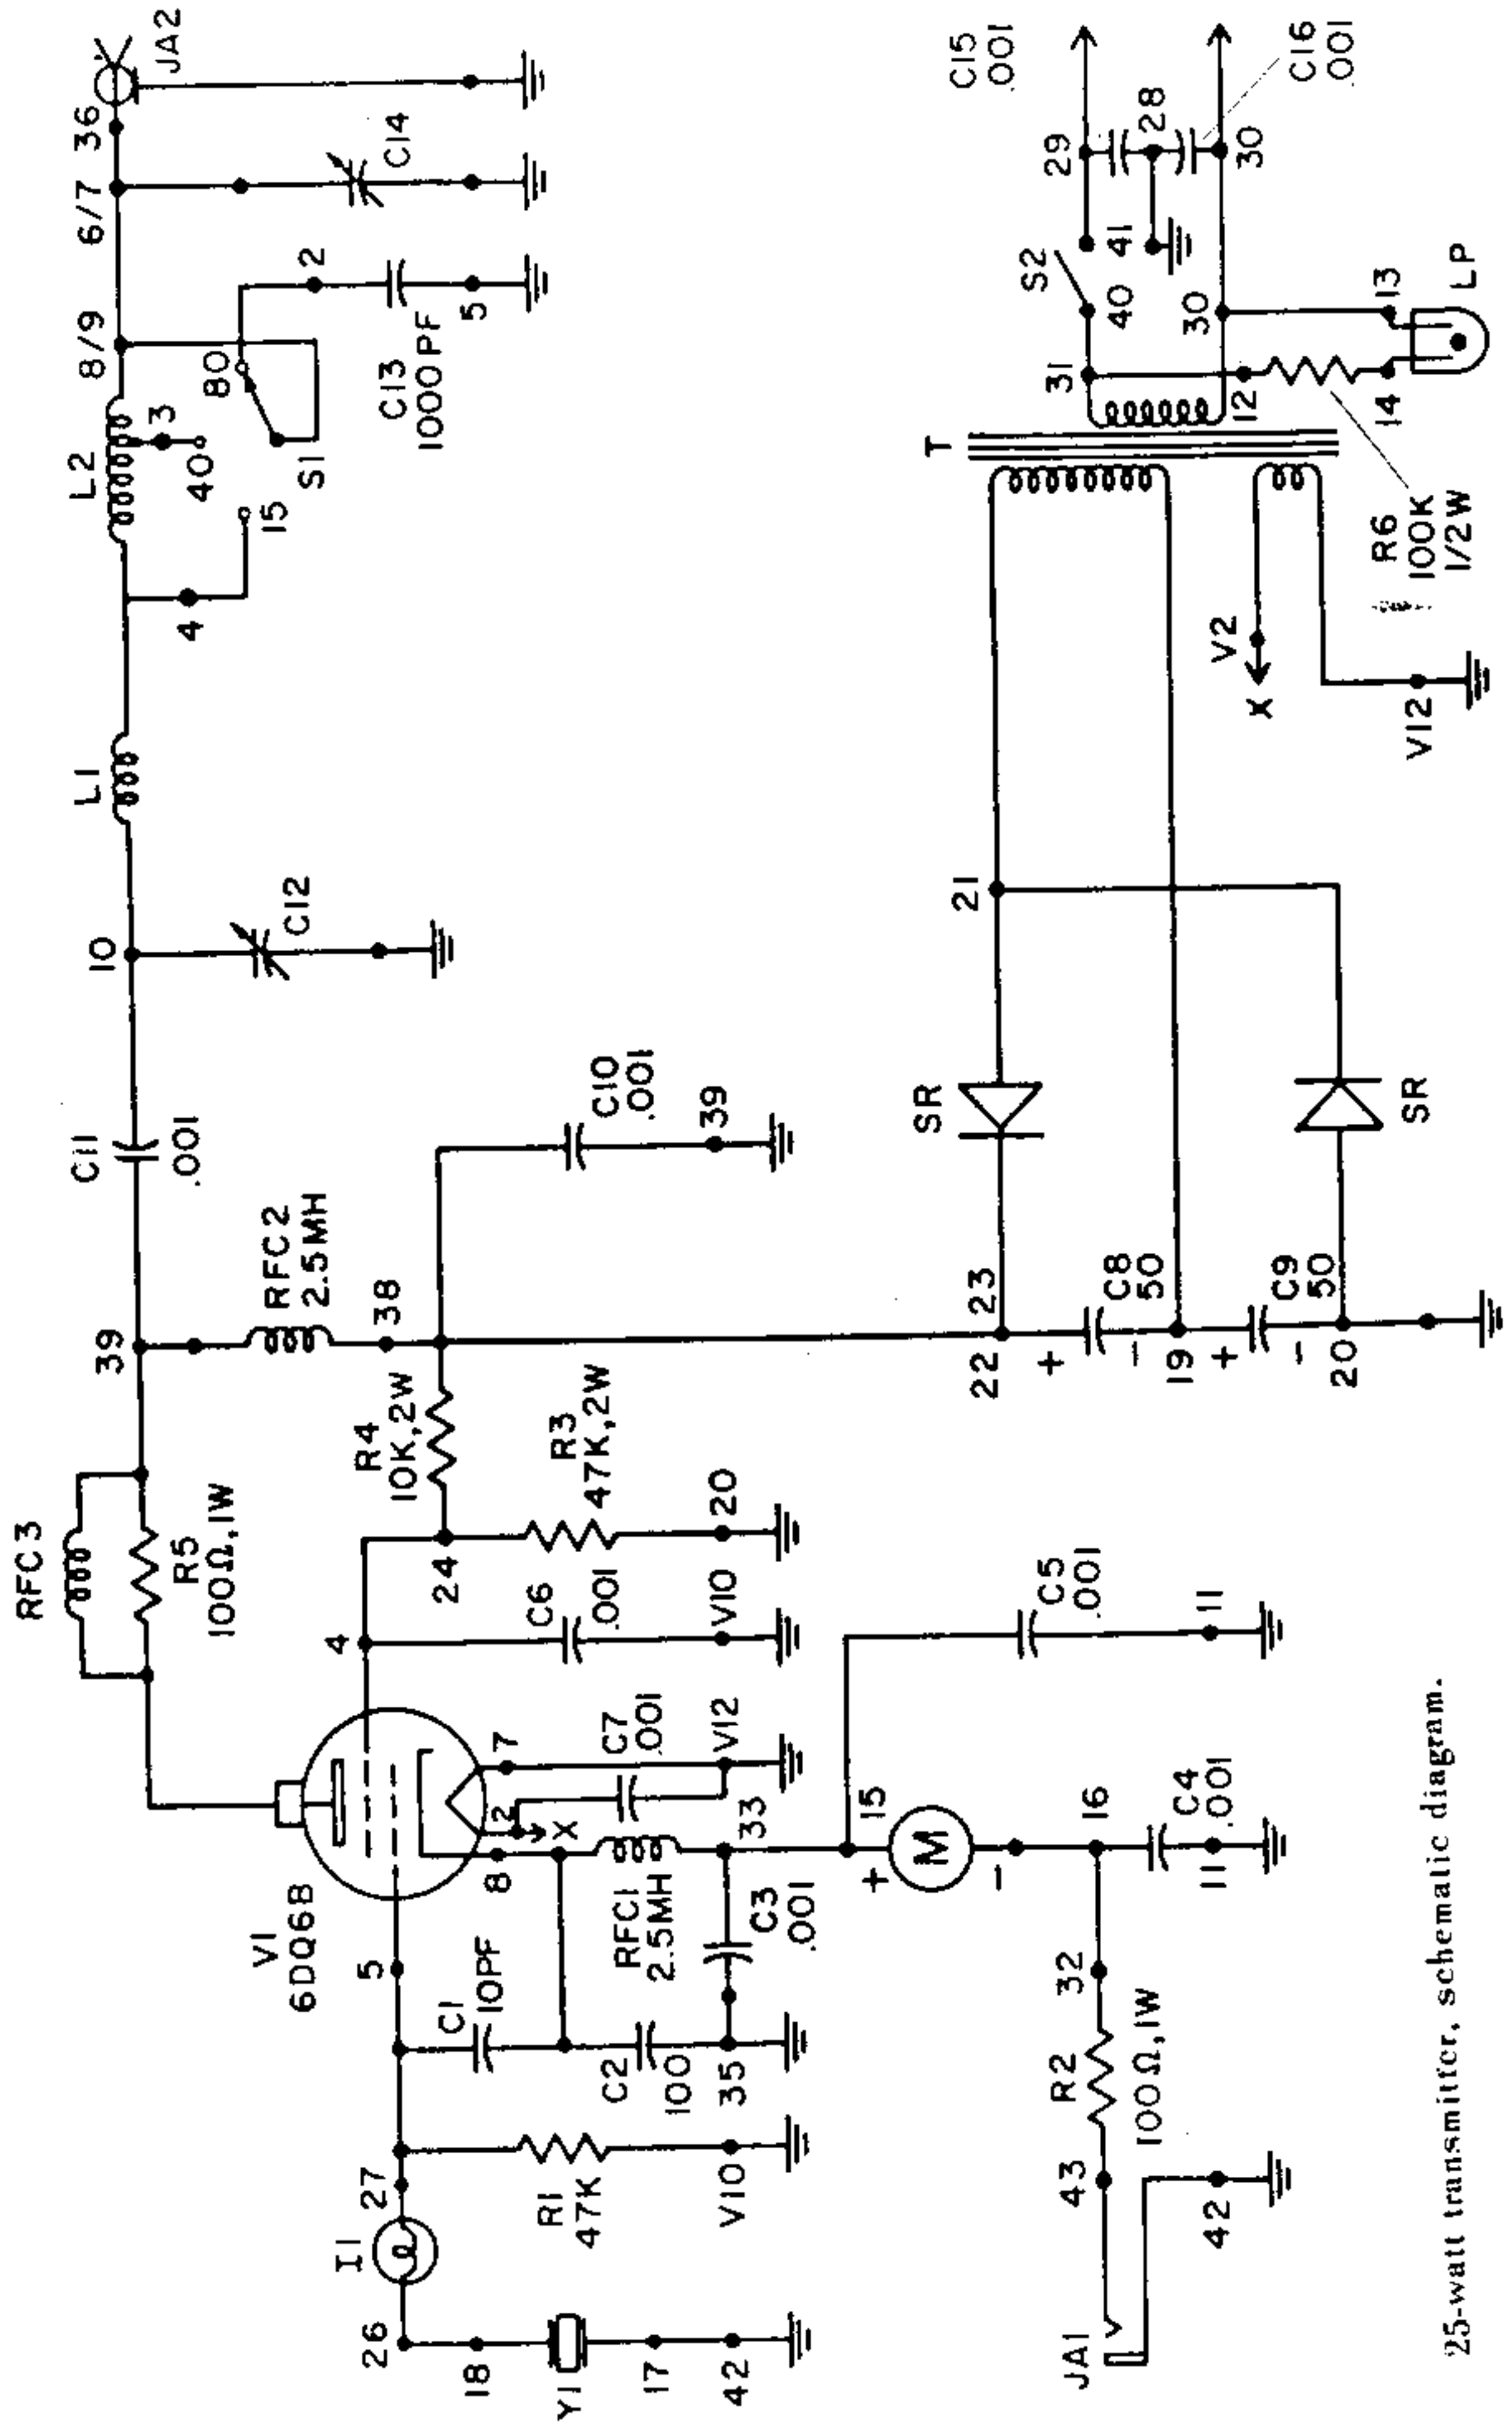 RFC3
R5
100Ω, 1W
39
C11
.001
10
C12
L1
L2
4
15
3
40
S1
8/9
80
2
C13
1000PF
5
6/7
36
C14
JA2
RFC2
2.5MH
38
C10
.001
39
R4
10K, 2W
24
R3
47K, 2W
20
4
C6
.001
V10
V1
6DQ6B
5
8
2
7
X
C7
.001
V12
I1
26
27
18
Y1
17
42
R1
47K
V10
C1
10PF
C2
100
35
RFC1
2.5MH
C3
.001
33
15
+
M
-
C5
.001
11
16
C4
.001
11
32
R2
100Ω, 1W
43
JA1
42
21
SR
22
23
+
C8
50
-
19
+
C9
50
-
20
SR
T
V2
X
V12
R6
100K
1/2W
31
12
14
13
LP
30
S2
40
41
29
28
30
C15
.001
C16
.001
25-watt transmitter, schematic diagram.